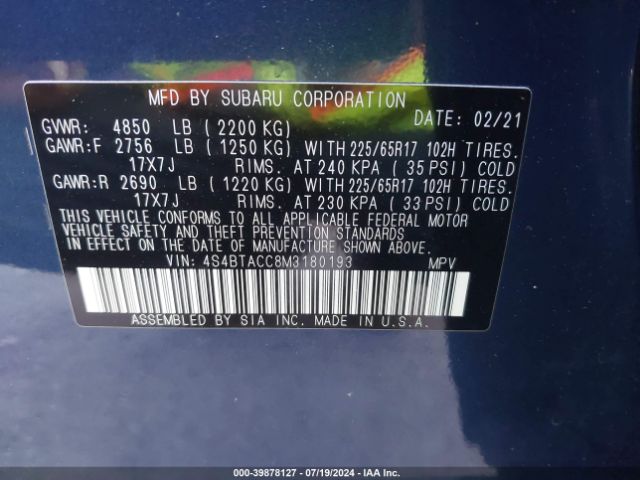 MFD BY SUBARU CORPORATION DATE: 02/21
GVWR: 4850 LB (2200 KG)
GAWR:F 2756 LB (1250 KG) WITH 225/65R17 102H TIRES.
17X7J RIMS. AT 240 KPA (35 PSI) COLD
GAWR:R 2690 LB (1220 KG) WITH 225/65R17 102H TIRES.
17X7J RIMS. AT 230 KPA (33 PSI) COLD
THIS VEHICLE CONFORMS TO ALL APPLICABLE FEDERAL MOTOR
VEHICLE SAFETY, BUMPER, AND THEFT PREVENTION STANDARDS
IN EFFECT ON THE DATE OF MANUFACTURE SHOWN ABOVE.
VIN: 4S4BTACC8M3180193 MPV
ASSEMBLED BY SIA INC. MADE IN U.S.A.
000-39878127 - 07/19/2024 - IAA Inc.